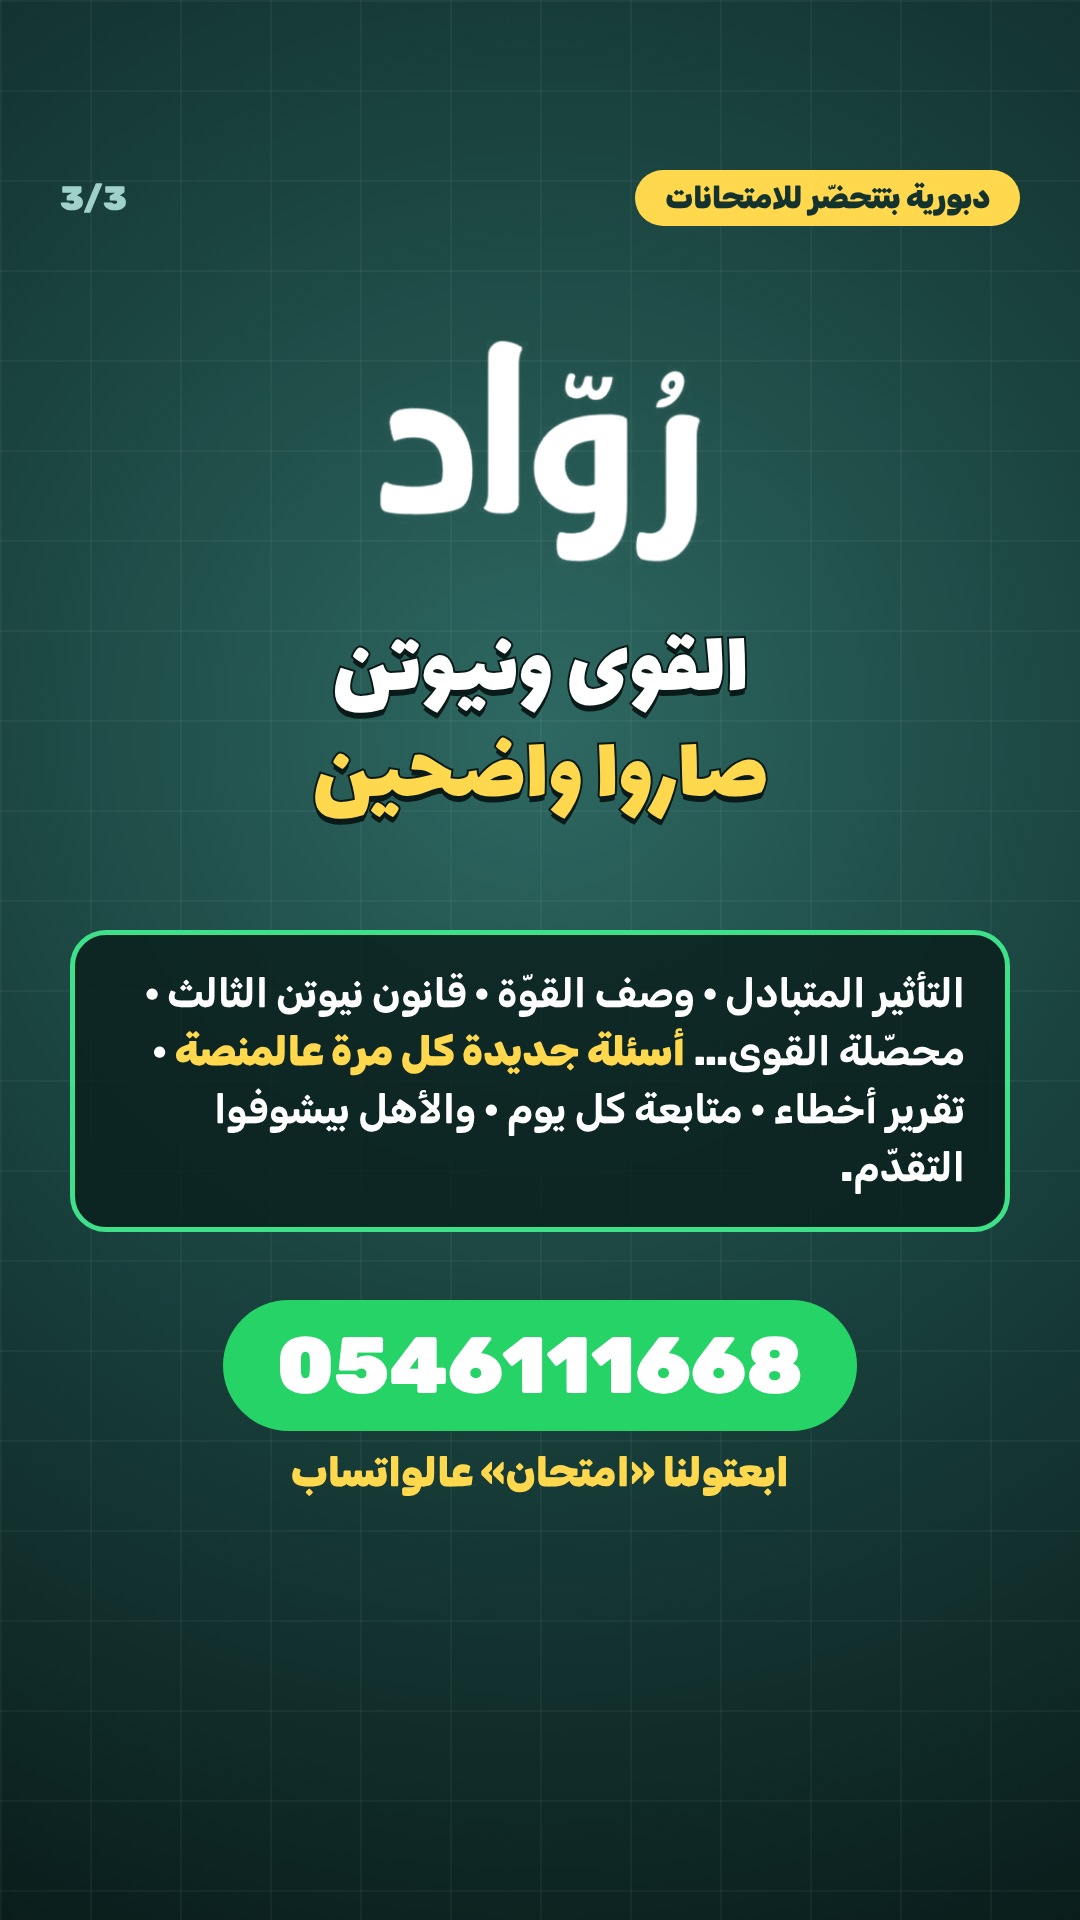 دبورية بتتحضّر للامتحانات
3/3
رُوّاد
القوى ونيوتن
صاروا واضحين
التأثير المتبادل • وصف القوّة • قانون نيوتن الثالث •
محصّلة القوى... أسئلة جديدة كل مرة عالمنصة •
تقرير أخطاء • متابعة كل يوم • والأهل بيشوفوا
التقدّم.
0546111668
ابعتولنا «امتحان» عالواتساب